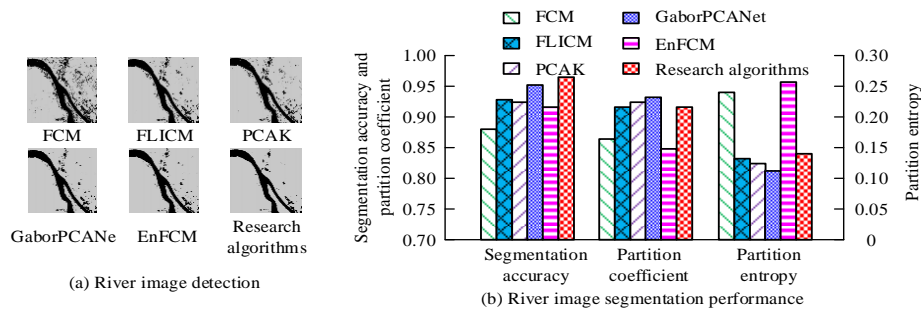 FCM
FLICM
PCAK
GaborPCANe
EnFCM
Research
algorithms
(a) River image detection
FCM
GaborPCANet
FLICM
EnFCM
PCAK
Research algorithms
Segmentation accuracy and
partition coefficient
1.00
0.95
0.90
0.85
0.80
0.70
0.30
0.25
0.20
0.15
0.10
0.00
0
Partition entropy
Segmentation
accuracy
Partition
coefficient
Partition
entropy
(b) River image segmentation performance